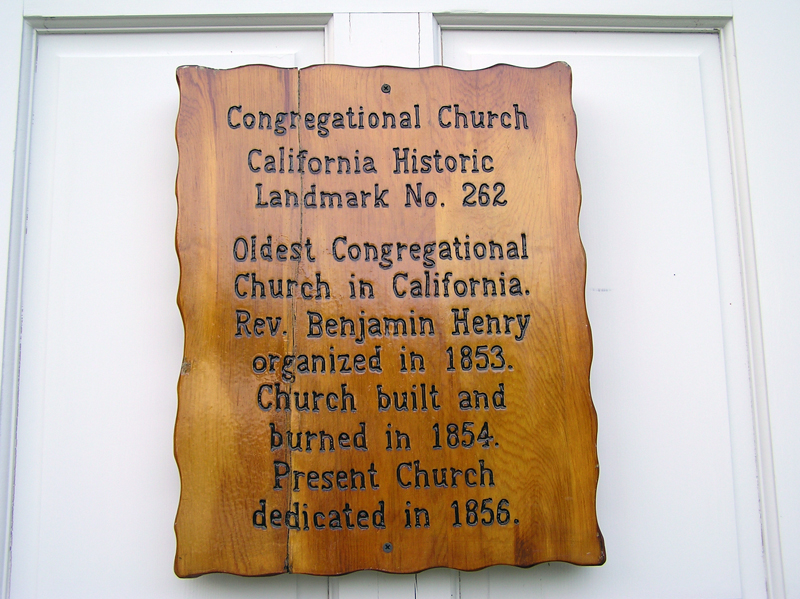 Congregational Church
California Historic
Landmark No. 262
Oldest Congregational
Church in California.
Rev. Benjamin Henry
organized in 1853.
Church built and
burned in 1854.
Present Church
dedicated in 1856.